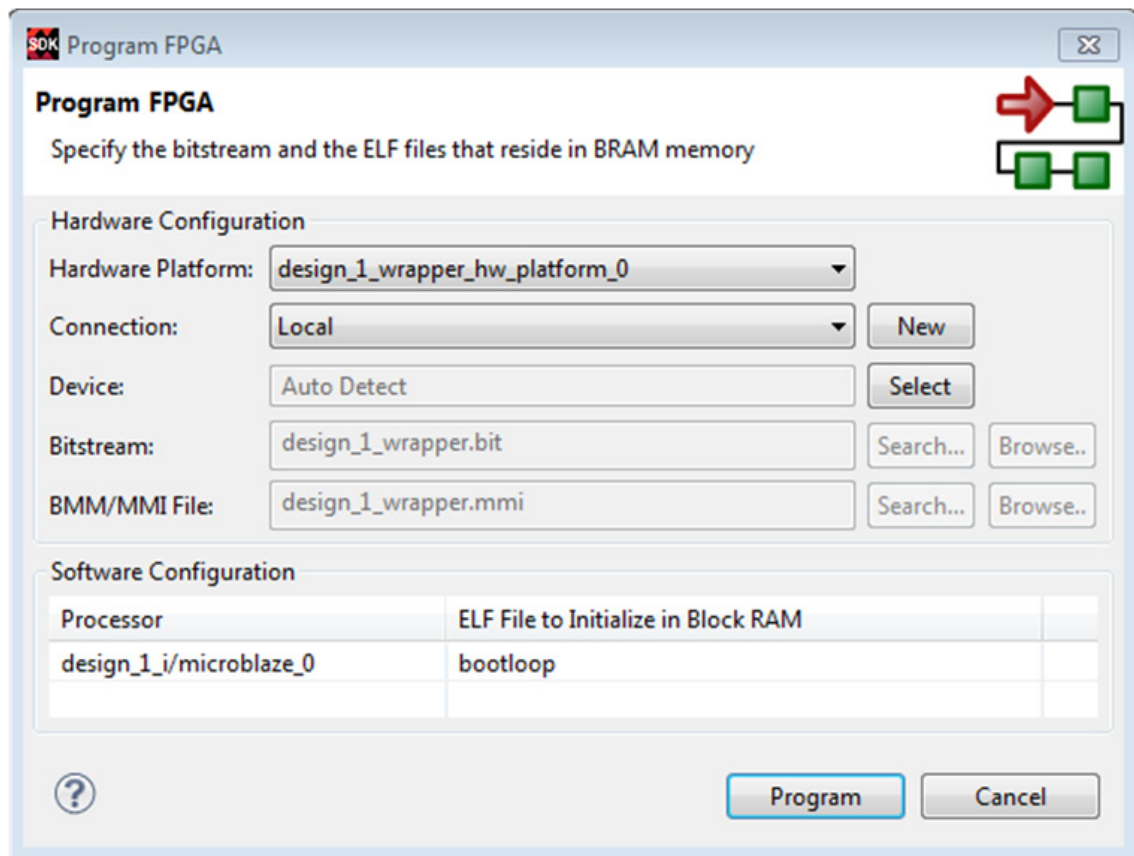 SDK Program FPGA
Program FPGA
Specify the bitstream and the ELF files that reside in BRAM memory
Hardware Configuration
Hardware Platform: design_1_wrapper_hw_platform_0
Connection: Local New
Device: Auto Detect Select
Bitstream: design_1_wrapper.bit Search... Browse..
BMM/MMI File: design_1_wrapper.mmi Search... Browse..
Software Configuration
Processor ELF File to Initialize in Block RAM
design_1_i/microblaze_0 bootloop
? Program Cancel